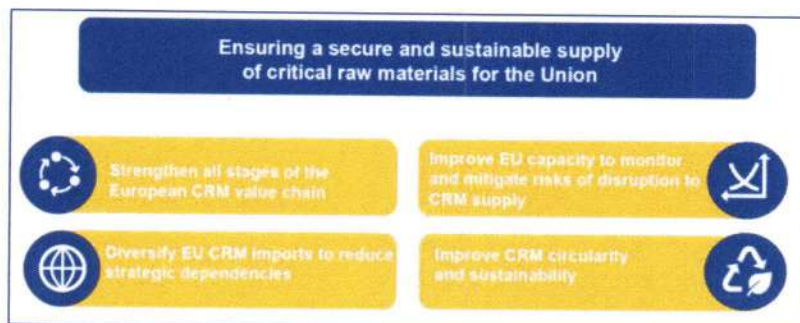 Ensuring a secure and sustainable supply
of critical raw materials for the Union
Strengthen all stages of the
European CRM value chain
Improve EU capacity to monitor
and mitigate risks of disruption to
CRM supply
Diversify EU CRM imports to reduce
strategic dependencies
Improve CRM circularity
and sustainability